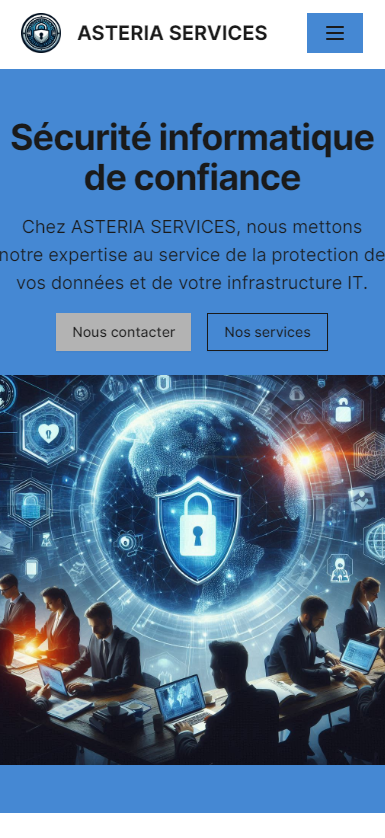 ASTERIA SERVICES
Sécurité informatique
de confiance
Chez ASTERIA SERVICES, nous mettons
notre expertise au service de la protection de
vos données et de votre infrastructure IT.
Nous contacter
Nos services